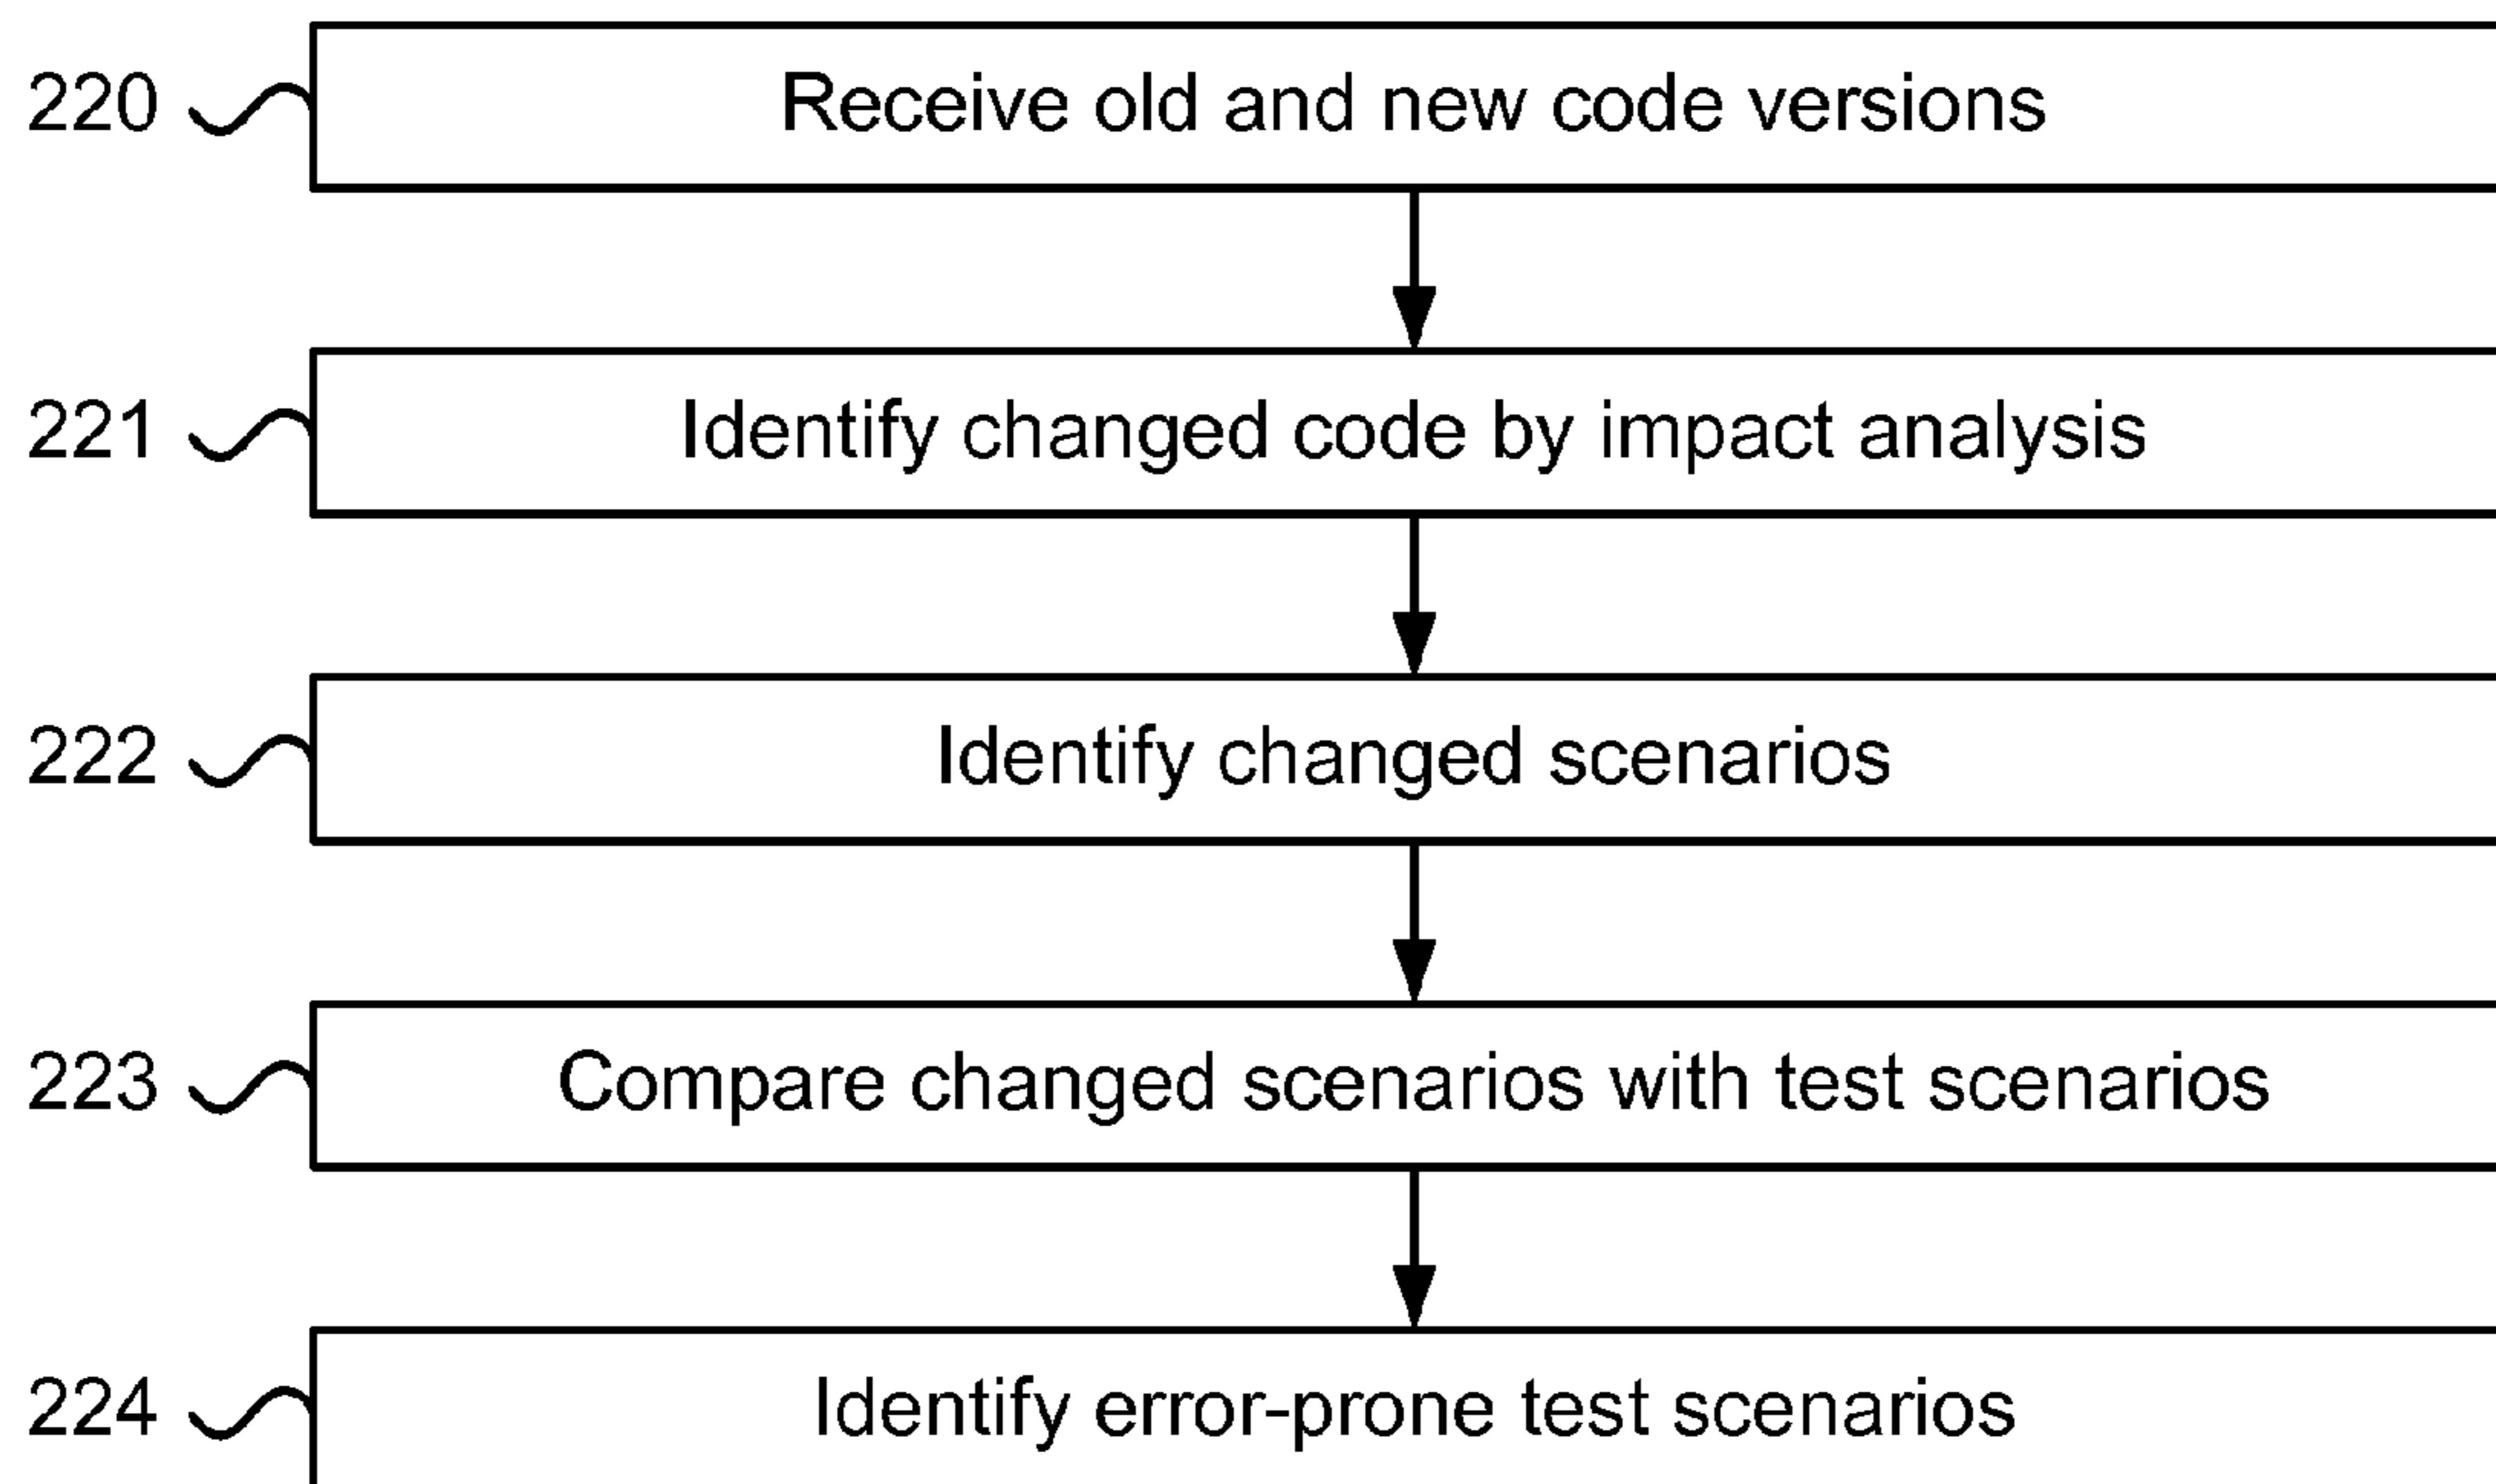 220 Receive old and new code versions
221 Identify changed code by impact analysis
222 Identify changed scenarios
223 Compare changed scenarios with test scenarios
224 Identify error-prone test scenarios